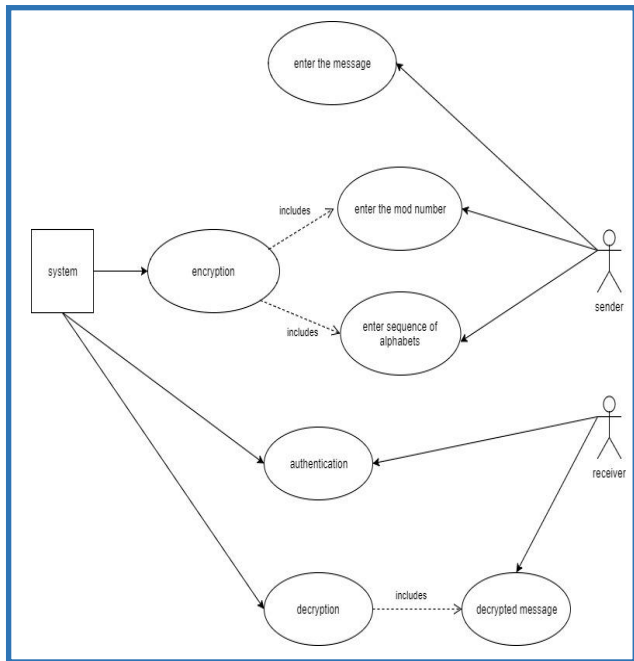 enter the message
includes
enter the mod number
system
encryption
sender
includes
enter sequence of
alphabets
authentication
receiver
decryption
includes
decrypted message